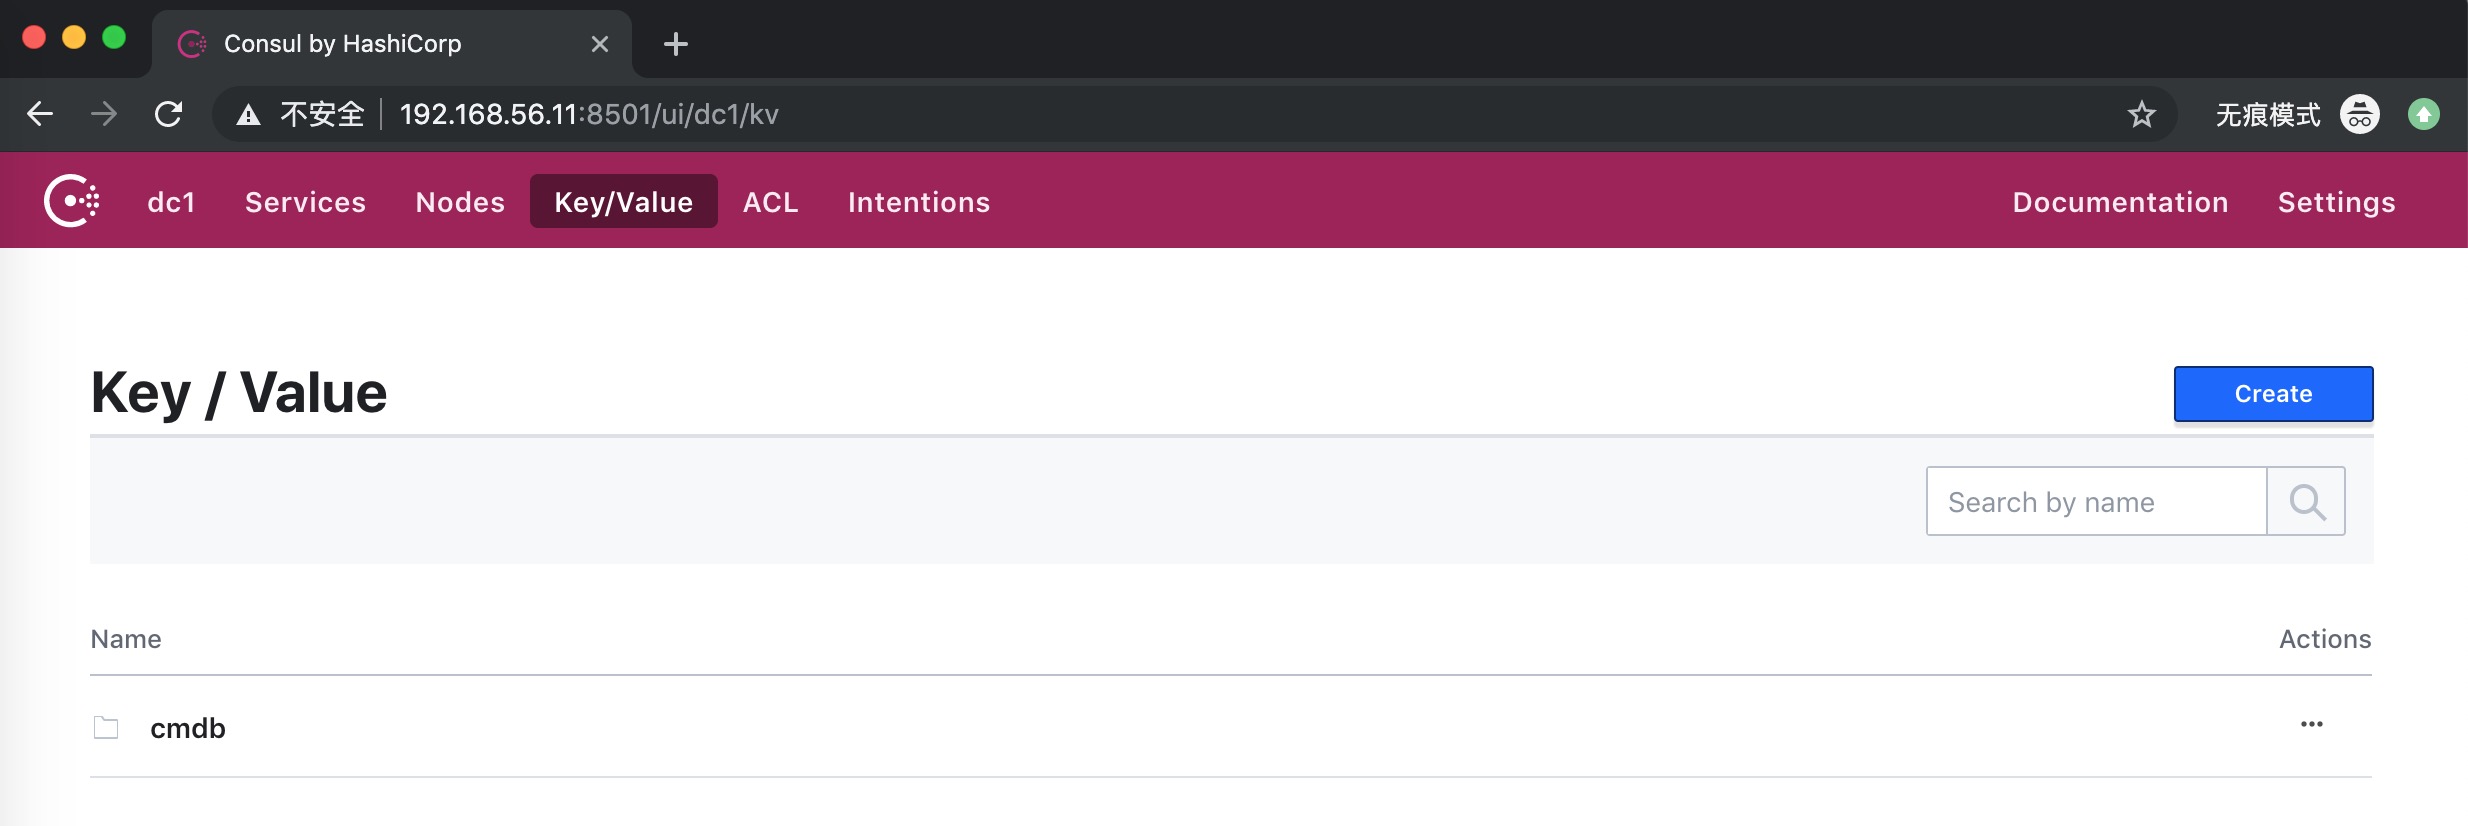 Consul by HashiCorp
不安全 192.168.56.11:8501/ui/dc1/kv 无痕模式
dc1 Services Nodes Key/Value ACL Intentions Documentation Settings
Key / Value Create
Search by name
Name Actions
cmdb